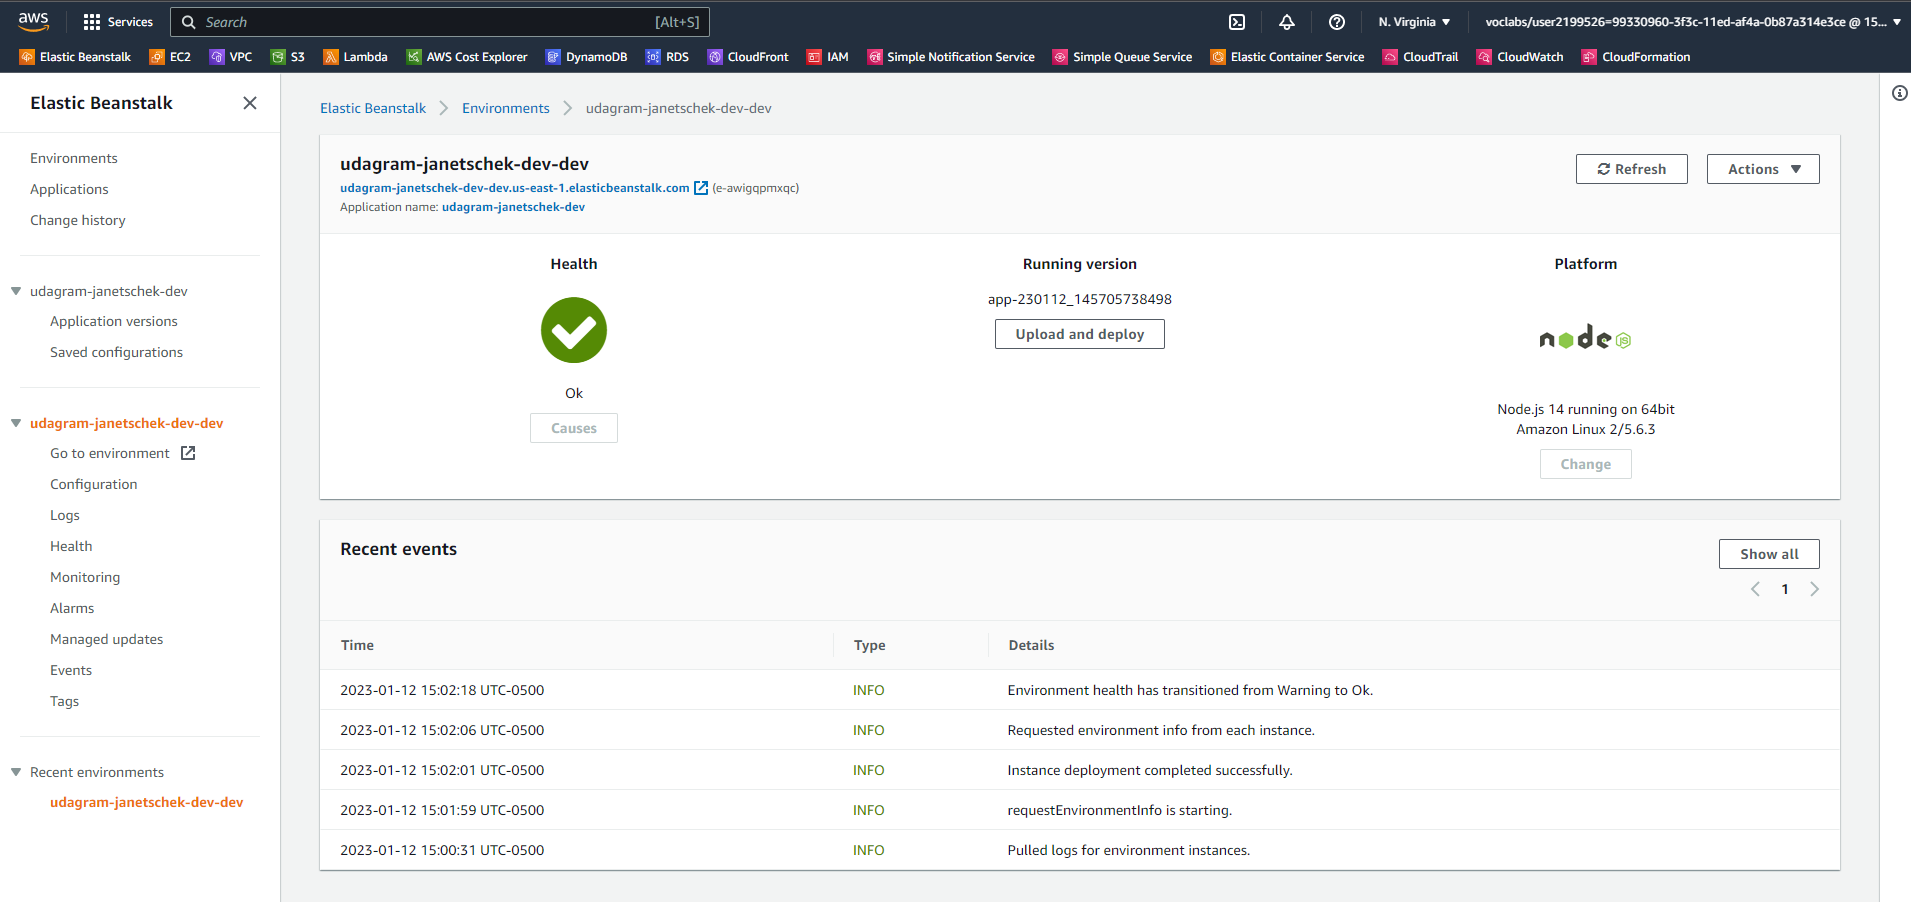 aws Services Search [Alt+S] N. Virginia voclabs/user2199526=99330960-3f3c-11ed-af4a-0b87a314e3ce @ 15...
Elastic Beanstalk EC2 VPC S3 Lambda AWS Cost Explorer DynamoDB RDS CloudFront IAM Simple Notification Service Simple Queue Service Elastic Container Service CloudTrail CloudWatch CloudFormation
Elastic Beanstalk
Environments
Applications
Change history
udagram-janetschek-dev
Application versions
Saved configurations
udagram-janetschek-dev-dev
Go to environment
Configuration
Logs
Health
Monitoring
Alarms
Managed updates
Events
Tags
Recent environments
udagram-janetschek-dev-dev
Elastic Beanstalk Environments udagram-janetschek-dev-dev
udagram-janetschek-dev-dev
udagram-janetschek-dev-dev.us-east-1.elasticbeanstalk.com (e-awigqpmxqc)
Application name: udagram-janetschek-dev
Refresh Actions
Health
Ok
Causes
Running version
app-230112_145705738498
Upload and deploy
Platform
node JS
Node.js 14 running on 64bit
Amazon Linux 2/5.6.3
Change
Recent events
Show all
1
Time Type Details
2023-01-12 15:02:18 UTC-0500 INFO Environment health has transitioned from Warning to Ok.
2023-01-12 15:02:06 UTC-0500 INFO Requested environment info from each instance.
2023-01-12 15:02:01 UTC-0500 INFO Instance deployment completed successfully.
2023-01-12 15:01:59 UTC-0500 INFO requestEnvironmentInfo is starting.
2023-01-12 15:00:31 UTC-0500 INFO Pulled logs for environment instances.